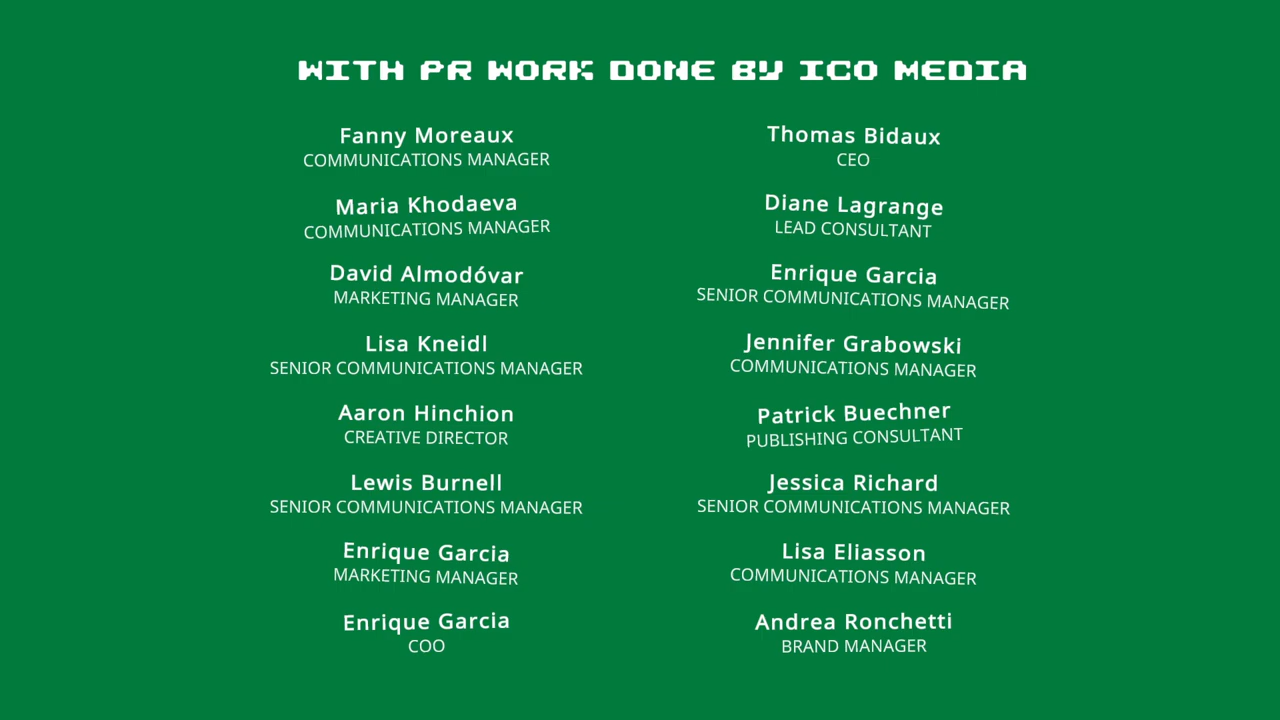 WITH PR WORK DONE BY ICO MEDIA
Fanny Moreaux
COMMUNICATIONS MANAGER
Thomas Bidaux
CEO
Maria Khodaeva
COMMUNICATIONS MANAGER
Diane Lagrange
LEAD CONSULTANT
David Almodóvar
MARKETING MANAGER
Enrique Garcia
SENIOR COMMUNICATIONS MANAGER
Lisa Kneidl
SENIOR COMMUNICATIONS MANAGER
Jennifer Grabowski
COMMUNICATIONS MANAGER
Aaron Hinchion
CREATIVE DIRECTOR
Patrick Buechner
PUBLISHING CONSULTANT
Lewis Burnell
SENIOR COMMUNICATIONS MANAGER
Jessica Richard
SENIOR COMMUNICATIONS MANAGER
Enrique Garcia
MARKETING MANAGER
Lisa Eliasson
COMMUNICATIONS MANAGER
Enrique Garcia
COO
Andrea Ronchetti
BRAND MANAGER